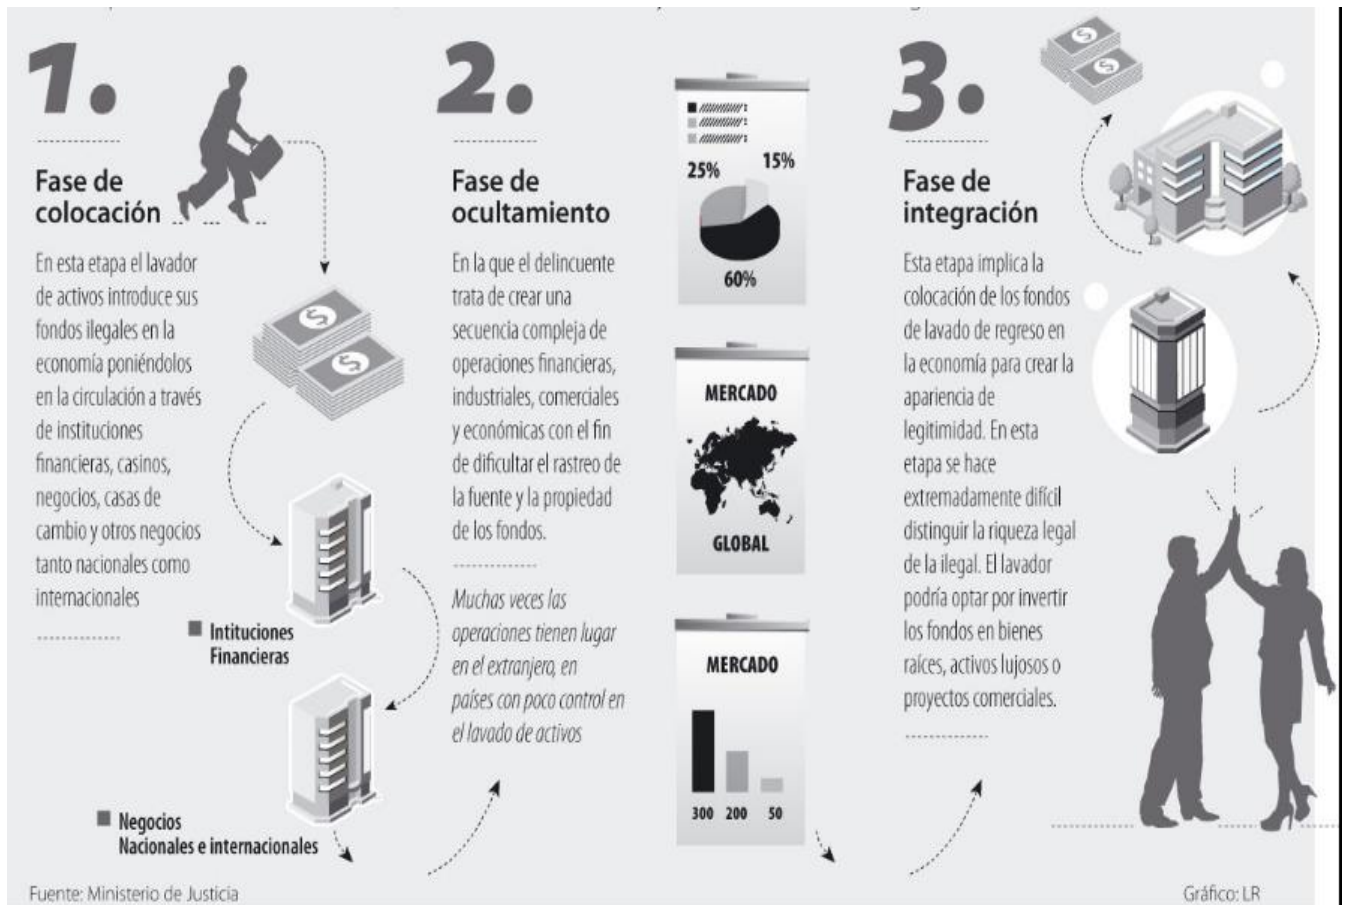 1.
Fase de
colocación
En esta etapa el lavador
de activos introduce sus
fondos ilegales en la
economía poniéndolos
en la circulación a través
de instituciones
financieras, casinos,
negocios, casas de
cambio y otros negocios
tanto nacionales como
internacionales
Intituciones
Financieras
Negocios
Nacionales e internacionales
2.
Fase de
ocultamiento
En la que el delincuente
trata de crear una
secuencia compleja de
operaciones financieras,
industriales, comerciales
y económicas con el fin
de dificultar el rastreo de
la fuente y la propiedad
de los fondos.
Muchas veces las
operaciones tienen lugar
en el extranjero, en
países con poco control en
el lavado de activos
25%
15%
60%
MERCADO
GLOBAL
MERCADO
300 200 50
3.
Fase de
integración
Esta etapa implica la
colocación de los fondos
de lavado de regreso en
la economía para crear la
apariencia de
legitimidad. En esta
etapa se hace
extremadamente difícil
distinguir la riqueza legal
de la ilegal. El lavador
podría optar por invertir
los fondos en bienes
raíces, activos lujosos o
proyectos comerciales.
Fuente: Ministerio de Justicia
Gráfico: LR